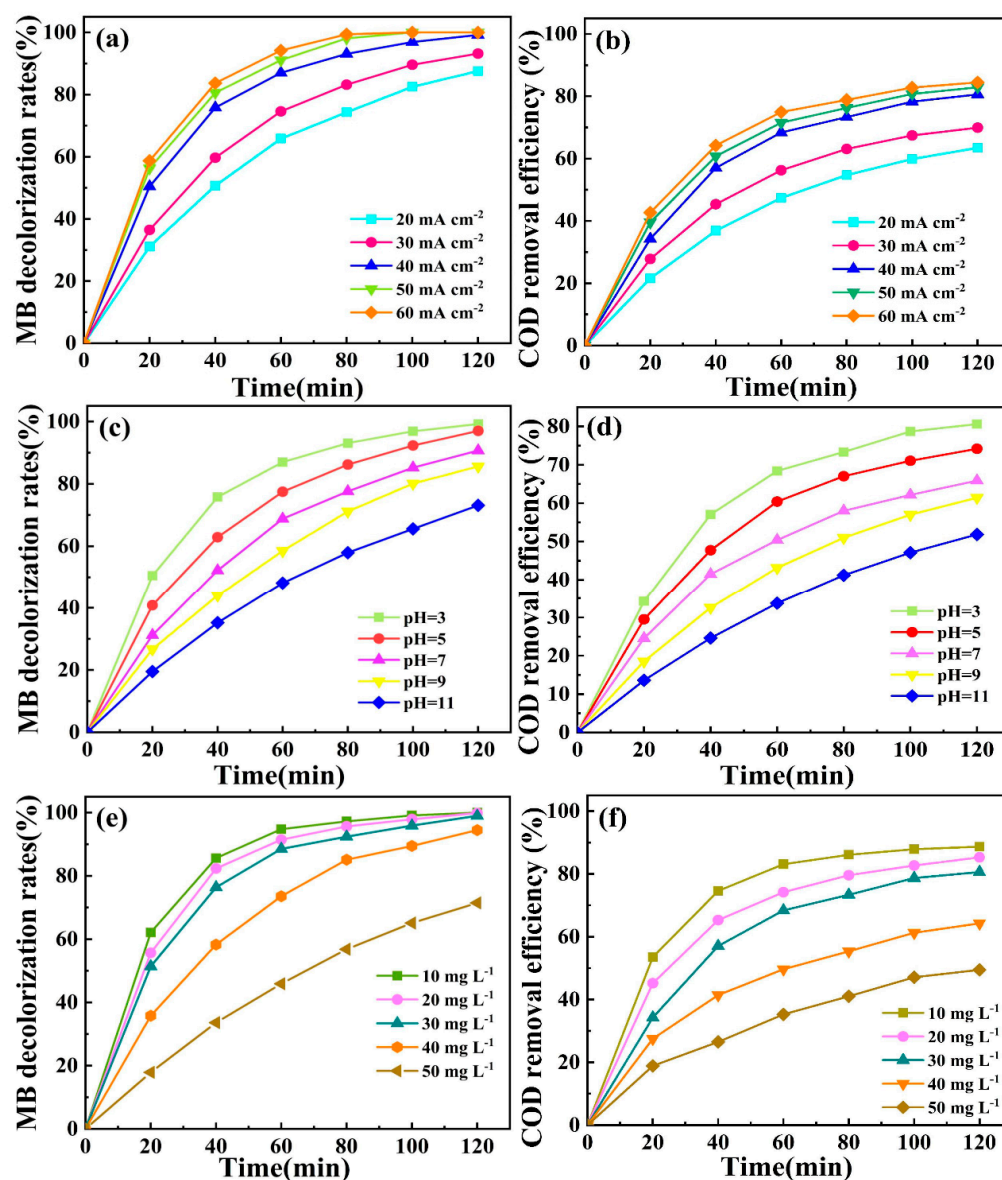 (a)
MB decolorization rates(%)
100
80
60
40
20
0
20 mA cm⁻²
30 mA cm⁻²
40 mA cm⁻²
50 mA cm⁻²
60 mA cm⁻²
0 20 40 60 80 100 120
Time(min)
(b)
COD removal efficiency (%)
100
80
60
40
20
0
20 mA cm⁻²
30 mA cm⁻²
40 mA cm⁻²
50 mA cm⁻²
60 mA cm⁻²
0 20 40 60 80 100 120
Time(min)
(c)
MB decolorization rates(%)
100
80
60
40
20
0
pH=3
pH=5
pH=7
pH=9
pH=11
0 20 40 60 80 100 120
Time(min)
(d)
COD removal efficiency (%)
80
70
60
50
40
30
20
10
0
pH=3
pH=5
pH=7
pH=9
pH=11
0 20 40 60 80 100 120
Time(min)
(e)
MB decolorization rates(%)
100
80
60
40
20
0
10 mg L⁻¹
20 mg L⁻¹
30 mg L⁻¹
40 mg L⁻¹
50 mg L⁻¹
0 20 40 60 80 100 120
Time(min)
(f)
COD removal efficiency (%)
100
80
60
40
20
0
10 mg L⁻¹
20 mg L⁻¹
30 mg L⁻¹
40 mg L⁻¹
50 mg L⁻¹
0 20 40 60 80 100 120
Time(min)